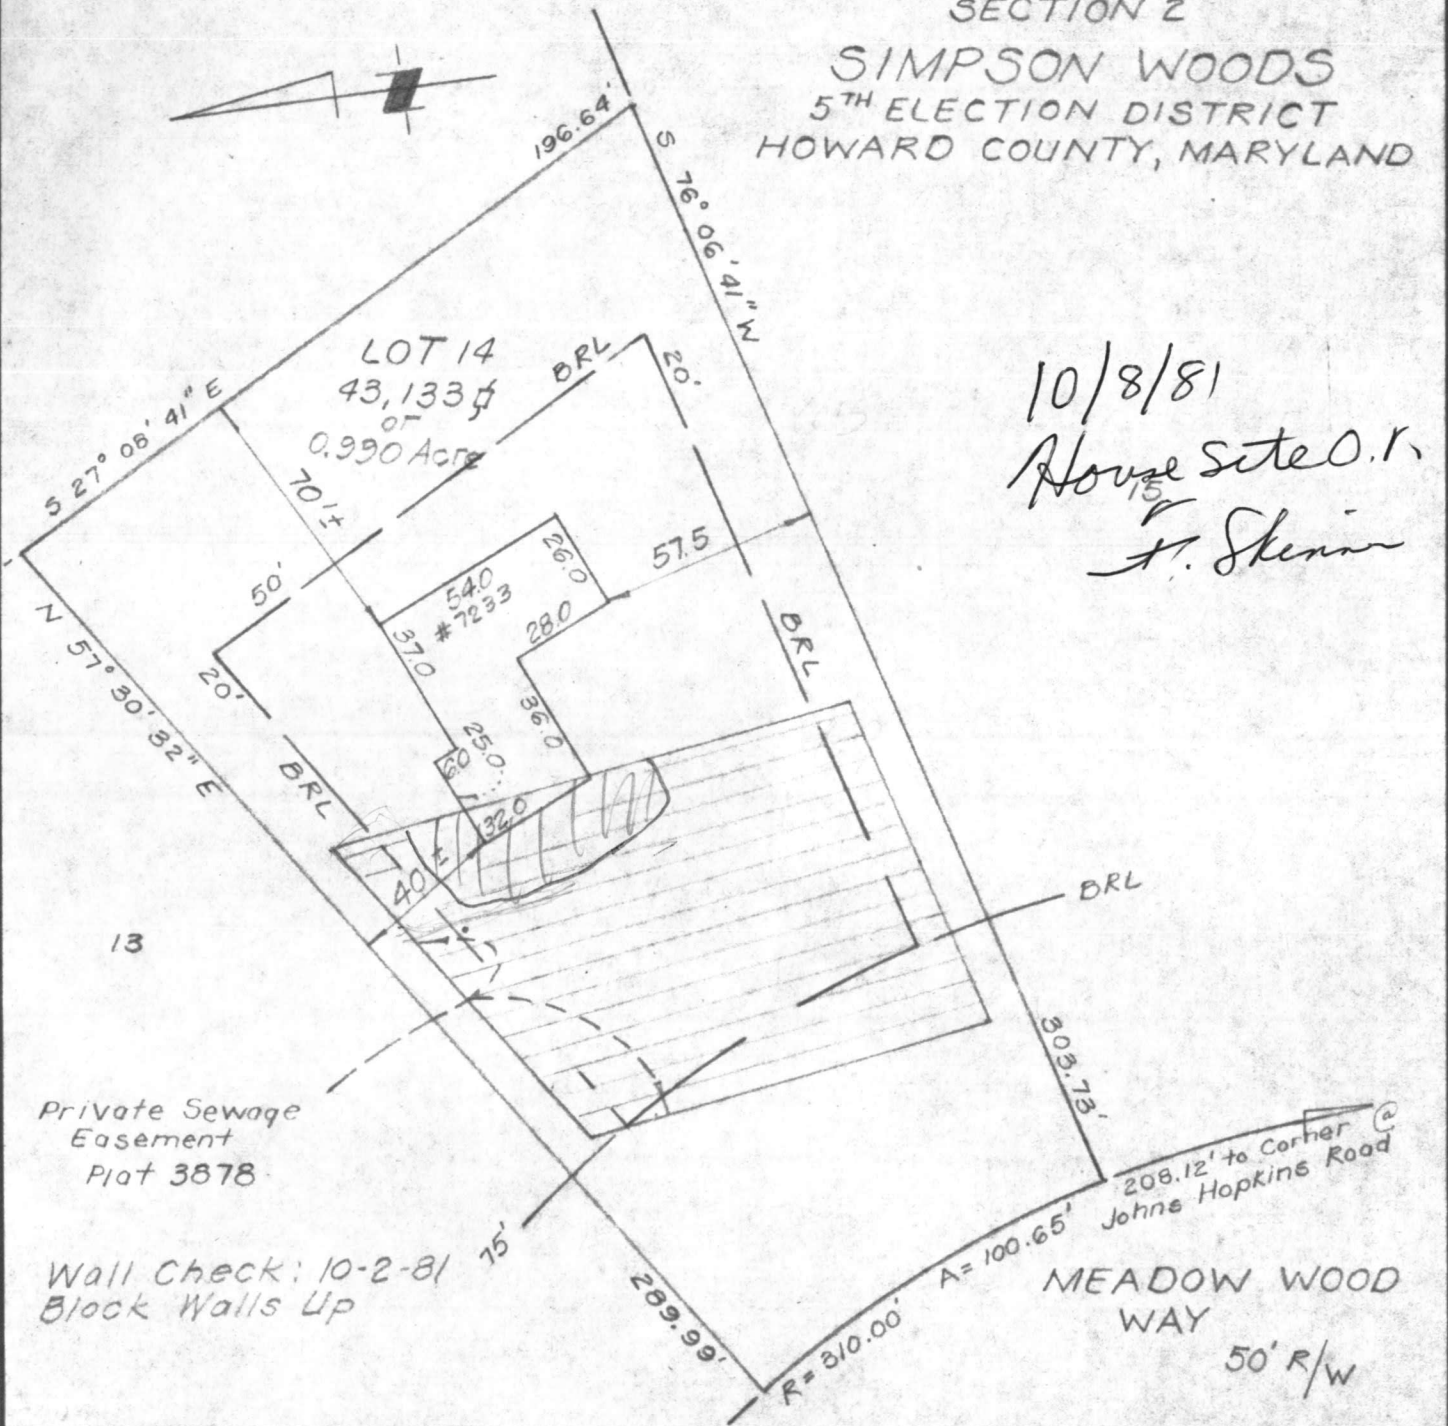 SECTION 2
SIMPSON WOODS
5TH ELECTION DISTRICT
HOWARD COUNTY, MARYLAND
196.64'
S 76° 06' 41" W
LOT 14
43,133
or
0.990 Acre
BRL
20'
10/8/81
House Site O.K.
15
F. Skinner
S 27° 08' 41" E
70'±
50'
54.0
#7233
26.0
57.5
28.0
37.0
20'
N 57° 30' 32" E
BRL
BRL
36.0
25.0
6.0
32.0
40'±
BRL
13
303.73'
Private Sewage
Easement
Plat 3878
208.12' to Corner @
Johns Hopkins Road
75'
Wall Check: 10-2-81
Block Walls Up
289.99'
R= 310.00' A= 100.65'
MEADOW WOOD
WAY
50' R/W